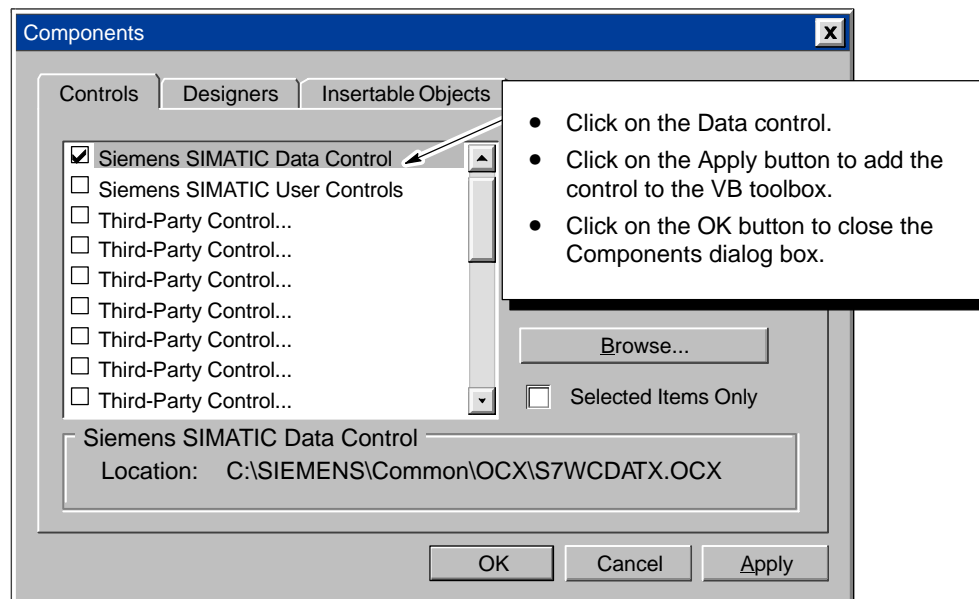 Components
Controls
Designers
Insertable Objects
• Click on the Data control.
• Click on the Apply button to add the
control to the VB toolbox.
• Click on the OK button to close the
Components dialog box.
Siemens SIMATIC Data Control
Siemens SIMATIC User Controls
Third-Party Control...
Third-Party Control...
Third-Party Control...
Third-Party Control...
Third-Party Control...
Third-Party Control...
Third-Party Control...
Browse...
Selected Items Only
Siemens SIMATIC Data Control
Location: C:\SIEMENS\Common\OCX\S7WCDATX.OCX
OK
Cancel
Apply